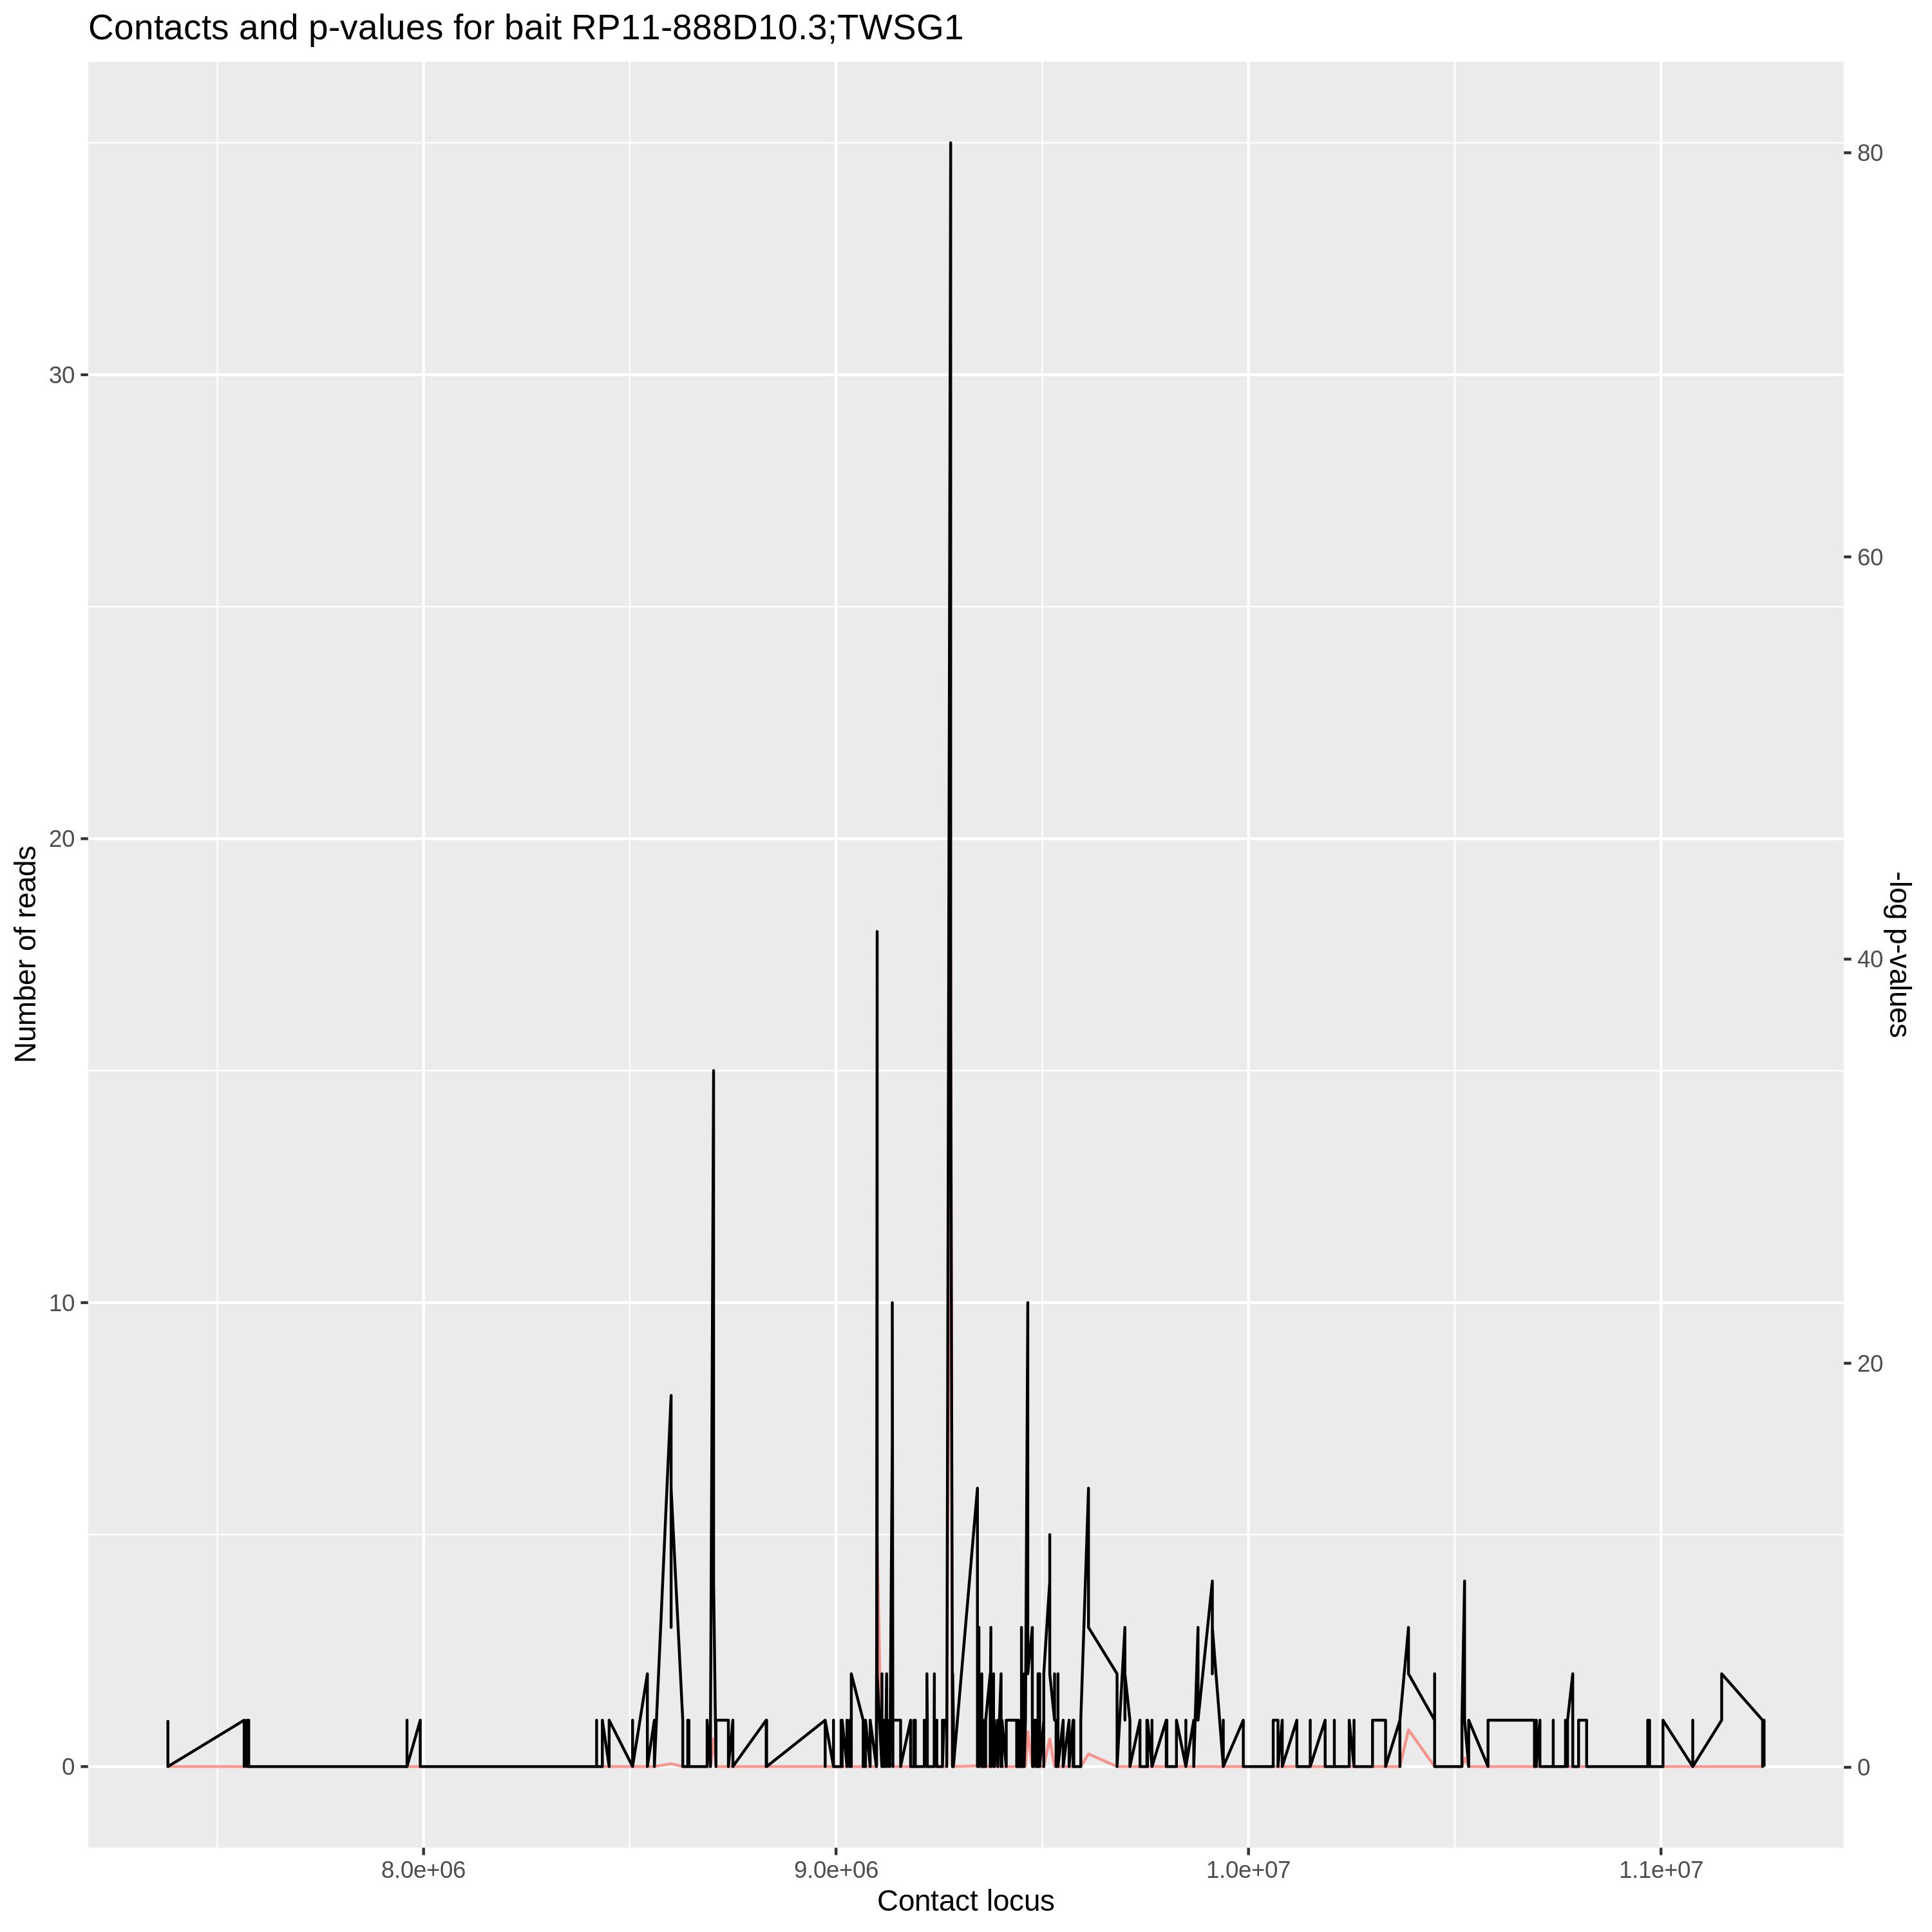 Contacts and p-values for bait RP11-888D10.3;TWSG1
Number of reads
30
20
10
0
80
60
40
20
0
-log p-values
8.0e+06 9.0e+06 1.0e+07 1.1e+07
Contact locus